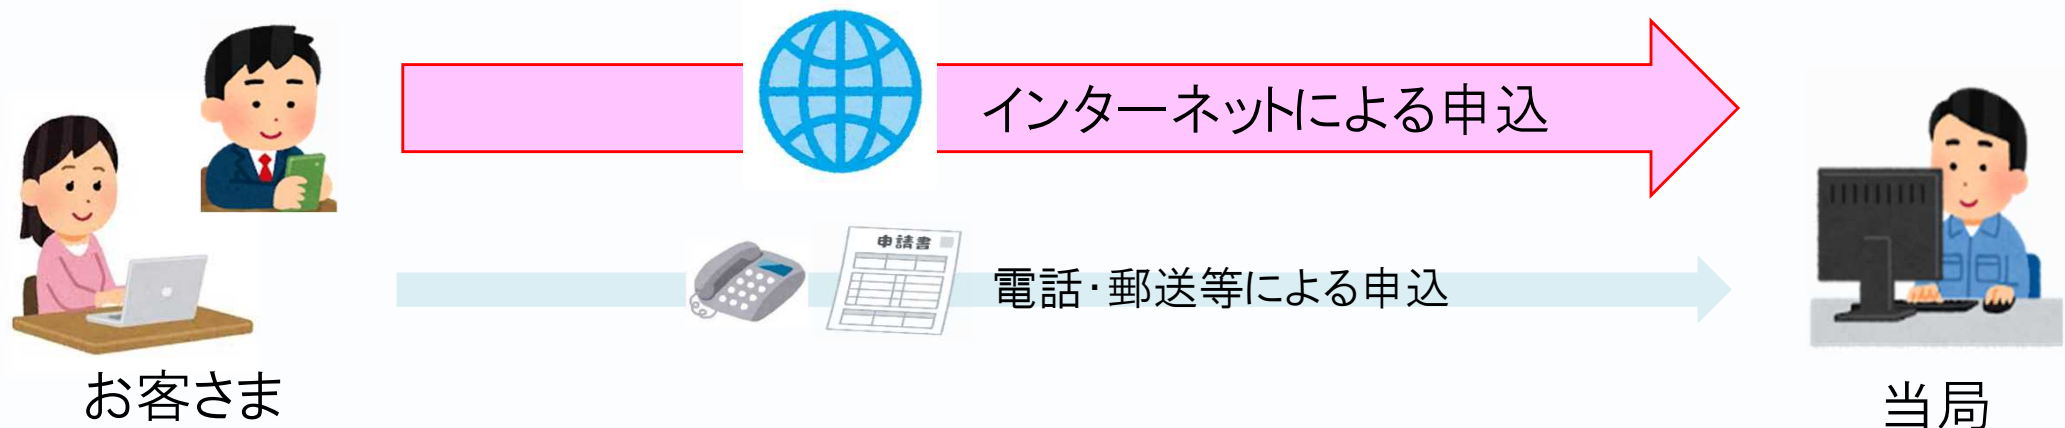 インターネットによる申込
申請書
電話・郵送等による申込
お客さま
当局